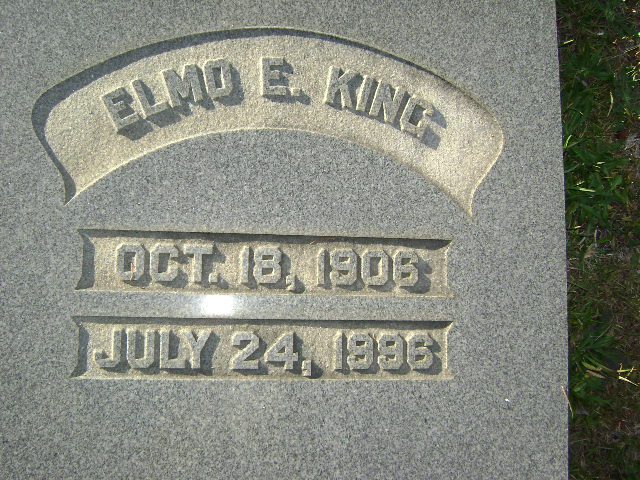 ELMO E. KING
OCT. 18, 1906
JULY 24, 1996